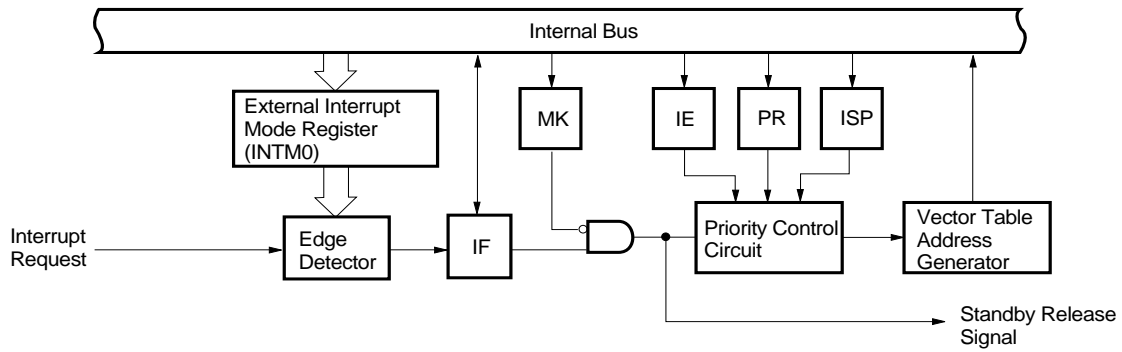 Internal Bus
External Interrupt
Mode Register
(INTM0)
MK
IE
PR
ISP
Interrupt
Request
Edge
Detector
IF
Priority Control
Circuit
Vector Table
Address
Generator
Standby Release
Signal